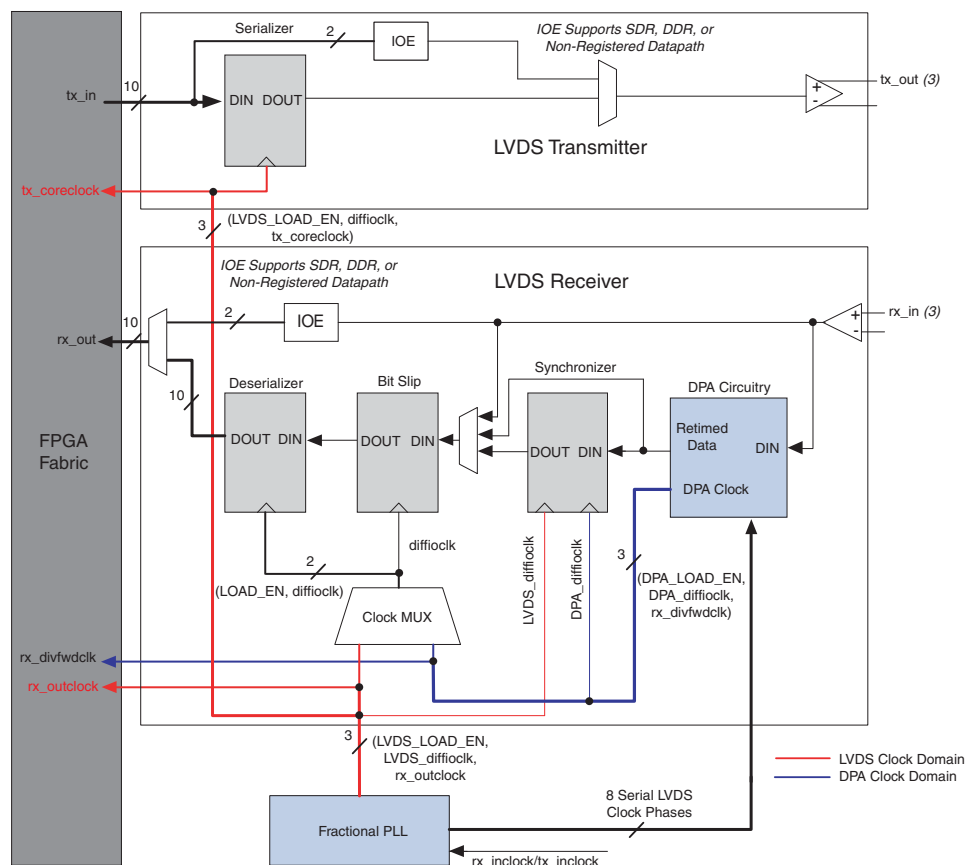 Serializer
2
IOE
IOE Supports SDR, DDR, or
Non-Registered Datapath
10
tx_in
DIN DOUT
+
-
tx_out (3)
LVDS Transmitter
tx_coreclock
3
(LVDS_LOAD_EN, diffioclk,
tx_coreclock)
IOE Supports SDR, DDR, or
Non-Registered Datapath
LVDS Receiver
10
rx_out
2
IOE
+
-
rx_in (3)
10
Deserializer
DOUT DIN
Bit Slip
DOUT DIN
Synchronizer
DOUT DIN
DPA Circuitry
Retimed
Data
DIN
DPA Clock
FPGA
Fabric
2
(LOAD_EN, diffioclk)
diffioclk
LVDS_diffioclk
DPA_diffioclk
3
(DPA_LOAD_EN,
DPA_diffioclk,
rx_divfwdclk)
Clock MUX
rx_divfwdclk
rx_outclock
3
(LVDS_LOAD_EN,
LVDS_diffioclk,
rx_outclock
LVDS Clock Domain
DPA Clock Domain
8 Serial LVDS
Clock Phases
Fractional PLL
rx_inclock/tx_inclock